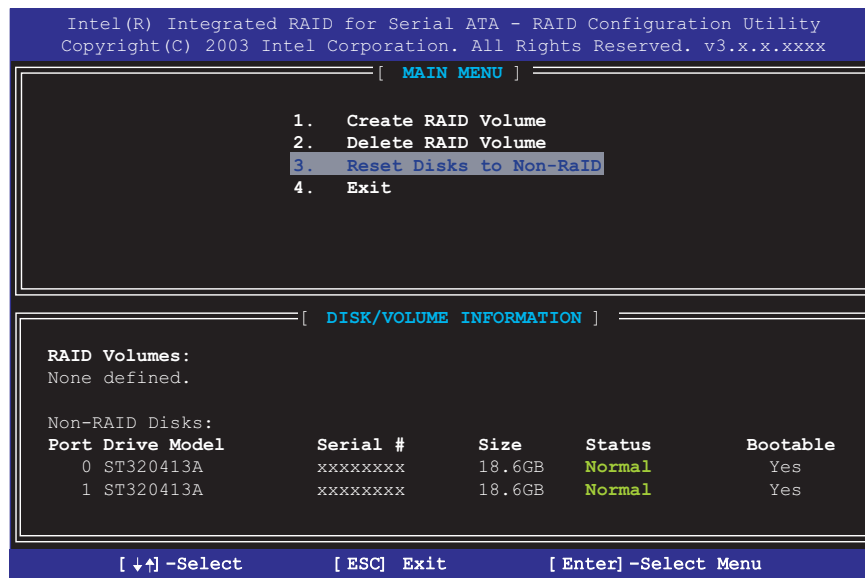 Intel(R) Integrated RAID for Serial ATA - RAID Configuration Utility
Copyright(C) 2003 Intel Corporation. All Rights Reserved. v3.x.x.xxxx
[ MAIN MENU ]
1. Create RAID Volume
2. Delete RAID Volume
3. Reset Disks to Non-RaID
4. Exit
[ DISK/VOLUME INFORMATION ]
RAID Volumes:
None defined.
Non-RAID Disks:
Port Drive Model Serial # Size Status Bootable
0 ST320413A xxxxxxxx 18.6GB Normal Yes
1 ST320413A xxxxxxxx 18.6GB Normal Yes
[↓↑]-Select [ESC] Exit [Enter]-Select Menu